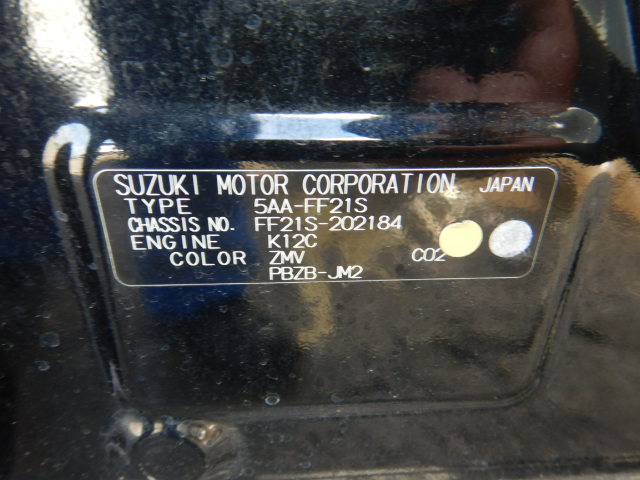 SUZUKI MOTOR CORPORATION JAPAN
TYPE 5AA-FF21S
CHASSIS NO. FF21S-202184
ENGINE K12C
COLOR ZMV C02
PBZB-JM2